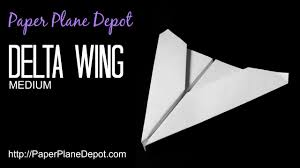 Paper Plane Depot
DELTA WING
MEDIUM
http://PaperPlaneDepot.com